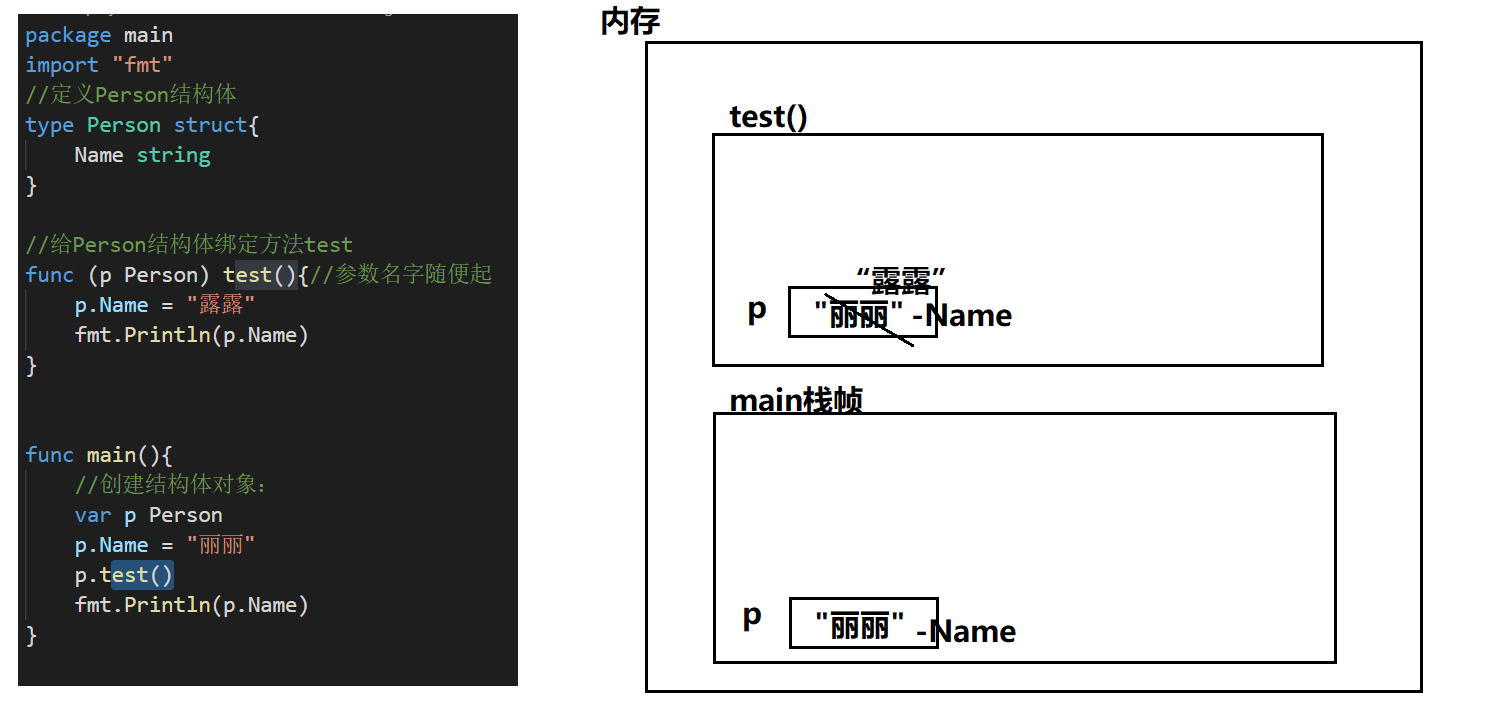 package main
import "fmt"
//定义Person结构体
type Person struct{
    Name string
}
//给Person结构体绑定方法test
func (p Person) test(){//参数名字随便起
    p.Name = "露露"
    fmt.Println(p.Name)
}
func main(){
    //创建结构体对象：
    var p Person
    p.Name = "丽丽"
    p.test()
    fmt.Println(p.Name)
}
内存
test()
“露露”
p "丽丽" -Name
main栈帧
p "丽丽" -Name